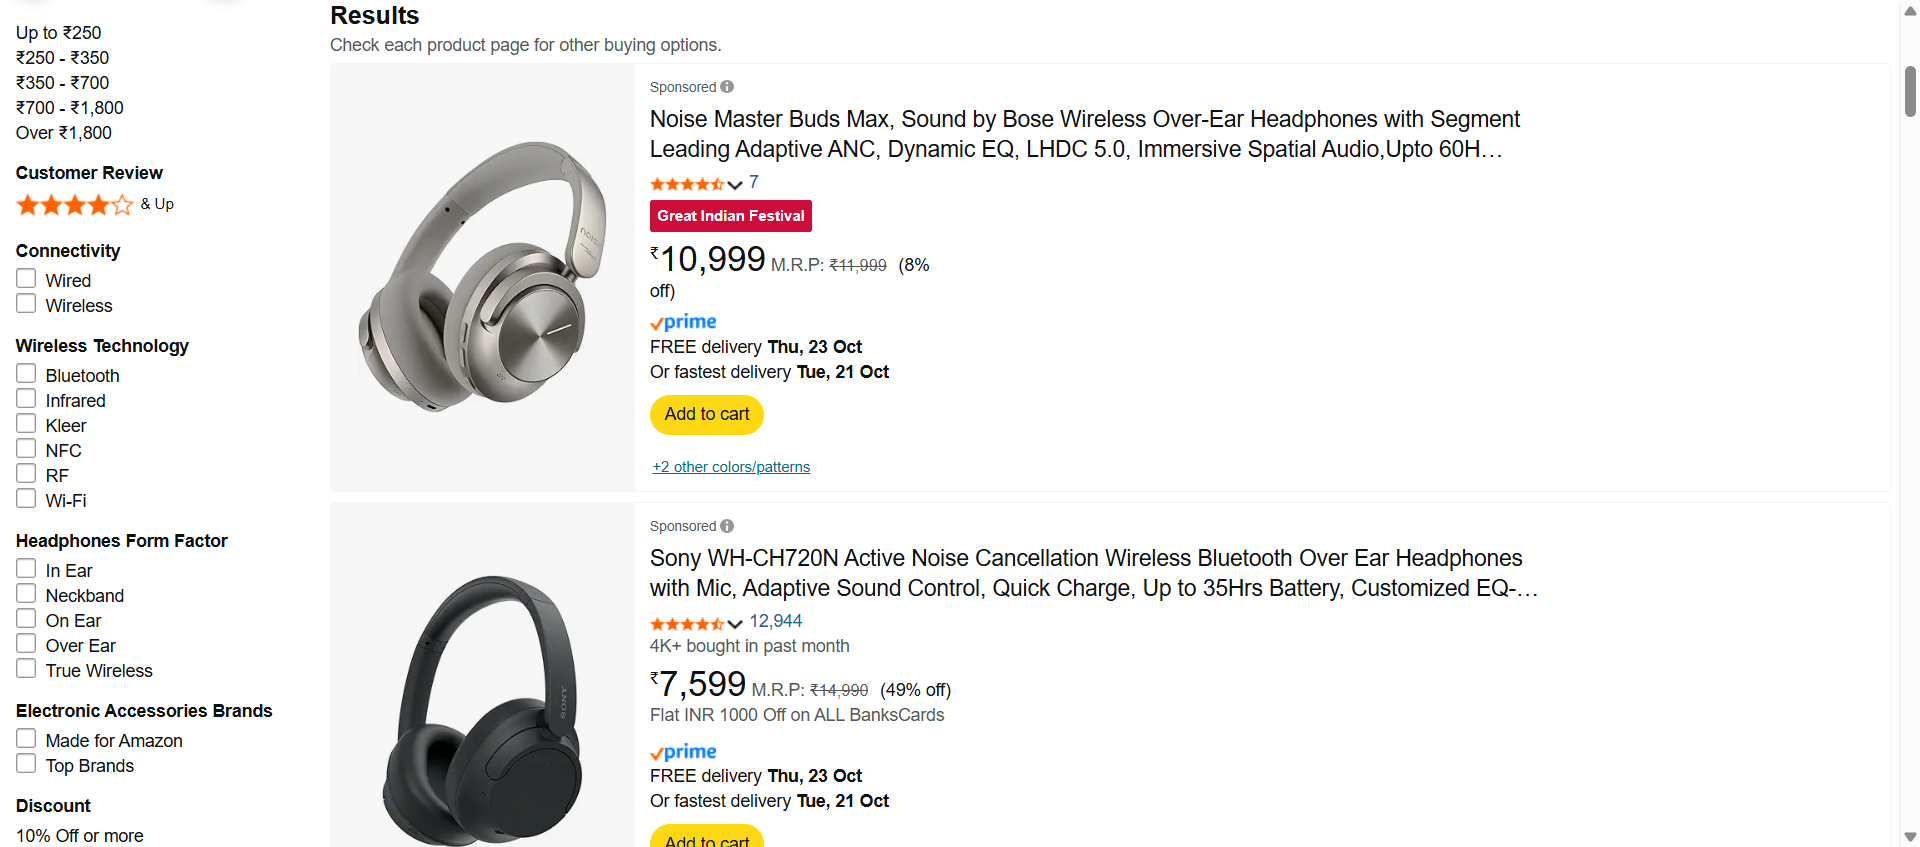 Up to ₹250
₹250 - ₹350
₹350 - ₹700
₹700 - ₹1,800
Over ₹1,800
Customer Review
& Up
Connectivity
Wired
Wireless
Wireless Technology
Bluetooth
Infrared
Kleer
NFC
RF
Wi-Fi
Headphones Form Factor
In Ear
Neckband
On Ear
Over Ear
True Wireless
Electronic Accessories Brands
Made for Amazon
Top Brands
Discount
10% Off or more
Results
Check each product page for other buying options.
Sponsored
Noise Master Buds Max, Sound by Bose Wireless Over-Ear Headphones with Segment
Leading Adaptive ANC, Dynamic EQ, LHDC 5.0, Immersive Spatial Audio,Upto 60H…
7
Great Indian Festival
₹10,999 M.R.P: ₹11,999 (8%
off)
prime
FREE delivery Thu, 23 Oct
Or fastest delivery Tue, 21 Oct
Add to cart
+2 other colors/patterns
noise
Sponsored
Sony WH-CH720N Active Noise Cancellation Wireless Bluetooth Over Ear Headphones
with Mic, Adaptive Sound Control, Quick Charge, Up to 35Hrs Battery, Customized EQ-…
12,944
4K+ bought in past month
₹7,599 M.R.P: ₹14,990 (49% off)
Flat INR 1000 Off on ALL BanksCards
prime
FREE delivery Thu, 23 Oct
Or fastest delivery Tue, 21 Oct
Add to cart
SONY